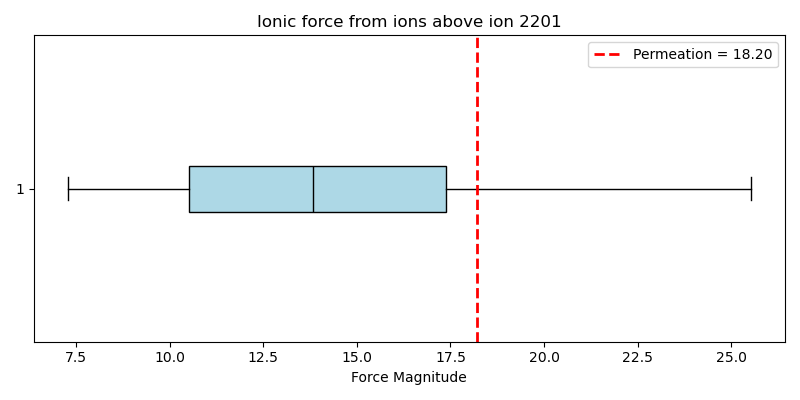 Ionic force from ions above ion 2201
Permeation = 18.20
1
7.5 10.0 12.5 15.0 17.5 20.0 22.5 25.0
Force Magnitude